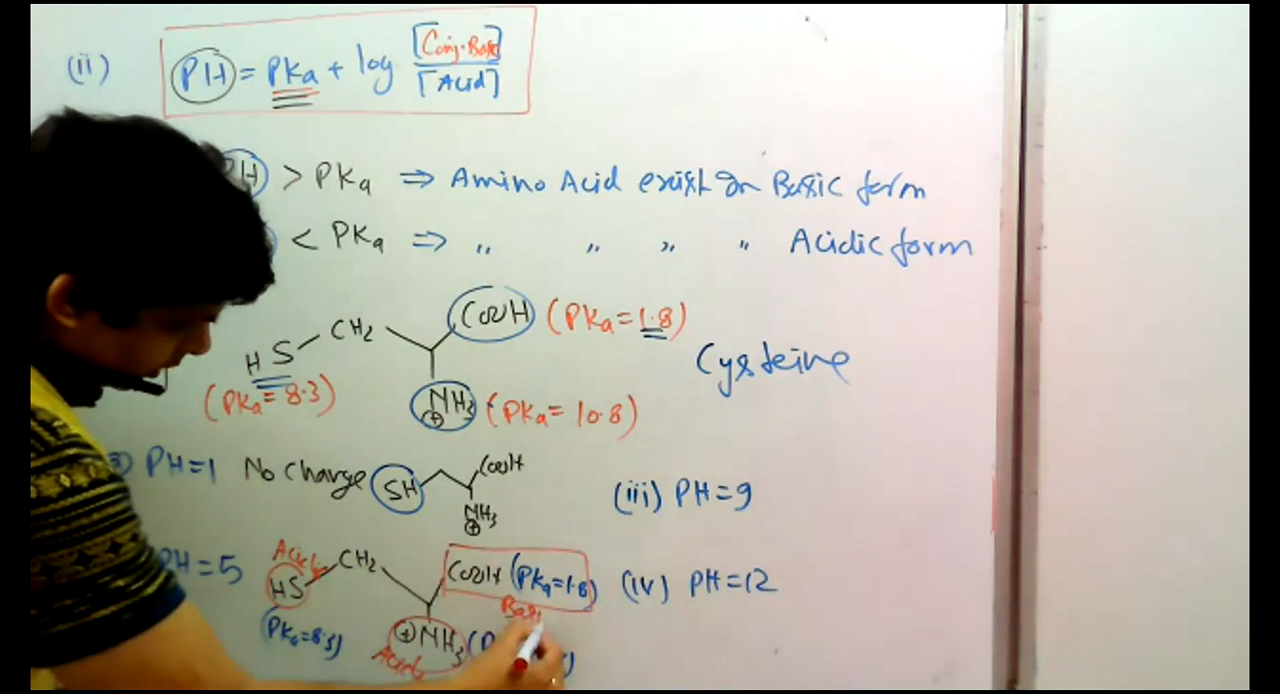 (ii) PH = PKa + log [Conj. Base] / [Acid]
PH > PKa ⇒ Amino Acid exist in Basic form
< PKa ⇒ ,, ,, ,, ,, Acidic form
HS CH2 COOH (PKa = 1.8)
(PKa = 8.3) NH3 ⊕ (PKa = 10.8)
Cysteine
PH=1 No Charge SH COOH NH3 ⊕
(iii) PH = 9
PH = 5 Acidic HS CH2 COOH (PKa=1.8) Basic
(PKa=8.3) ⊕NH3 Acidic
(iv) PH = 12